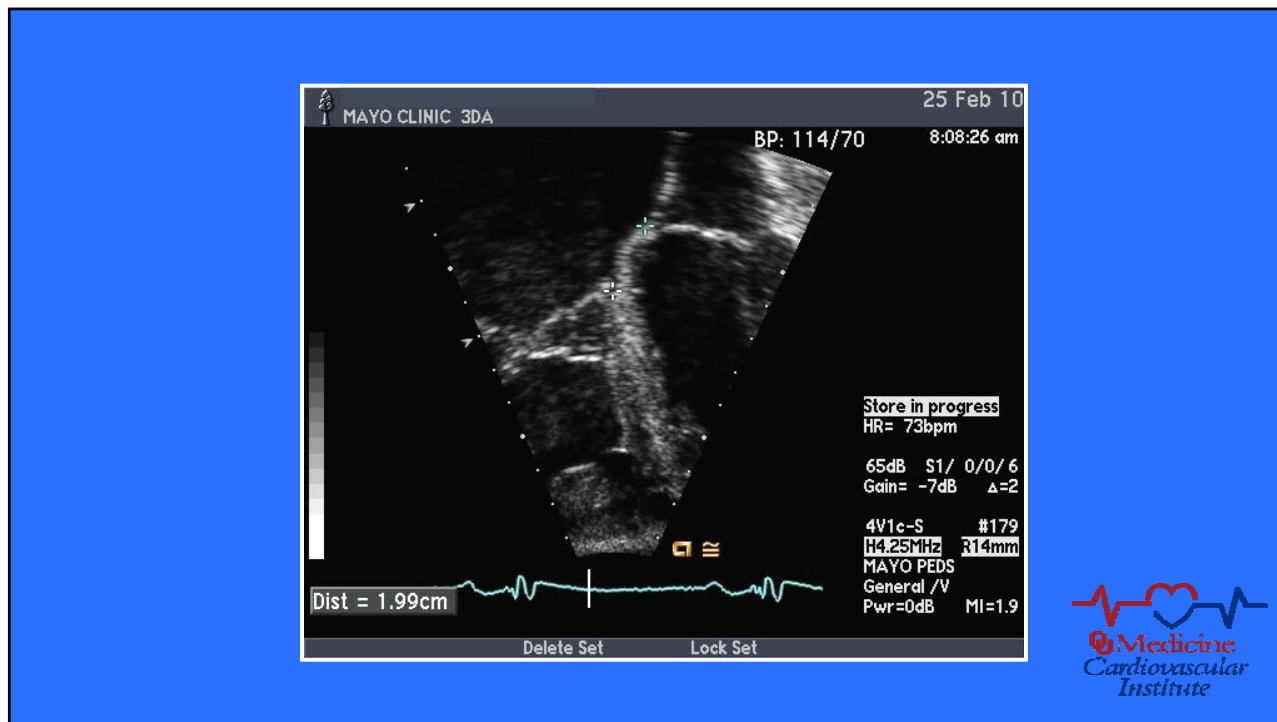 25 Feb 10
MAYO CLINIC 3DA
BP: 114/70
8:08:26 am
Store in progress
HR= 73bpm
65dB S1/ 0/0/6
Gain= -7dB Δ=2
4V1c-S #179
H4.25MHz R14mm
MAYO PEDS
General /V
Pwr=0dB MI=1.9
Dist = 1.99cm
Delete Set Lock Set
OU Medicine
Cardiovascular
Institute